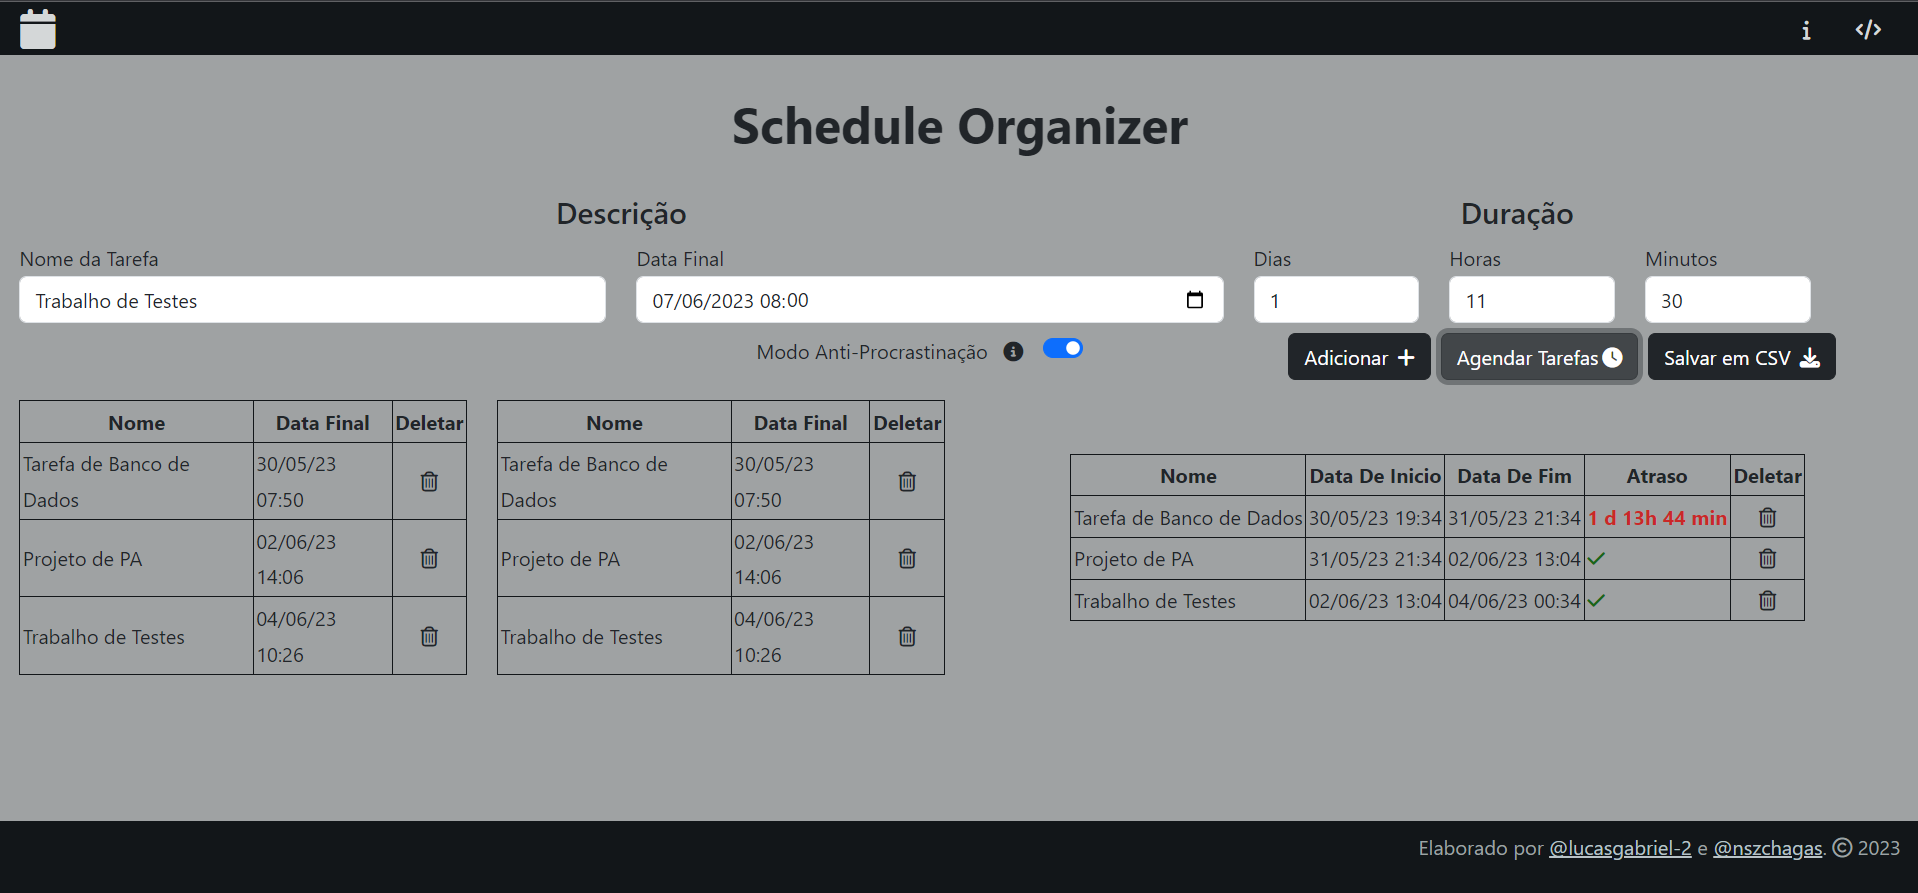 Schedule Organizer
Descrição
Duração
Nome da Tarefa
Data Final
Dias
Horas
Minutos
Trabalho de Testes
07/06/2023 08:00
1
11
30
Modo Anti-Procrastinação
Adicionar
Agendar Tarefas
Salvar em CSV
Nome Data Final Deletar
Tarefa de Banco de Dados 30/05/23 07:50
Projeto de PA 02/06/23 14:06
Trabalho de Testes 04/06/23 10:26
Nome Data Final Deletar
Tarefa de Banco de Dados 30/05/23 07:50
Projeto de PA 02/06/23 14:06
Trabalho de Testes 04/06/23 10:26
Nome Data De Inicio Data De Fim Atraso Deletar
Tarefa de Banco de Dados 30/05/23 19:34 31/05/23 21:34 1 d 13h 44 min
Projeto de PA 31/05/23 21:34 02/06/23 13:04
Trabalho de Testes 02/06/23 13:04 04/06/23 00:34
Elaborado por @lucasgabriel-2 e @nszchagas. © 2023